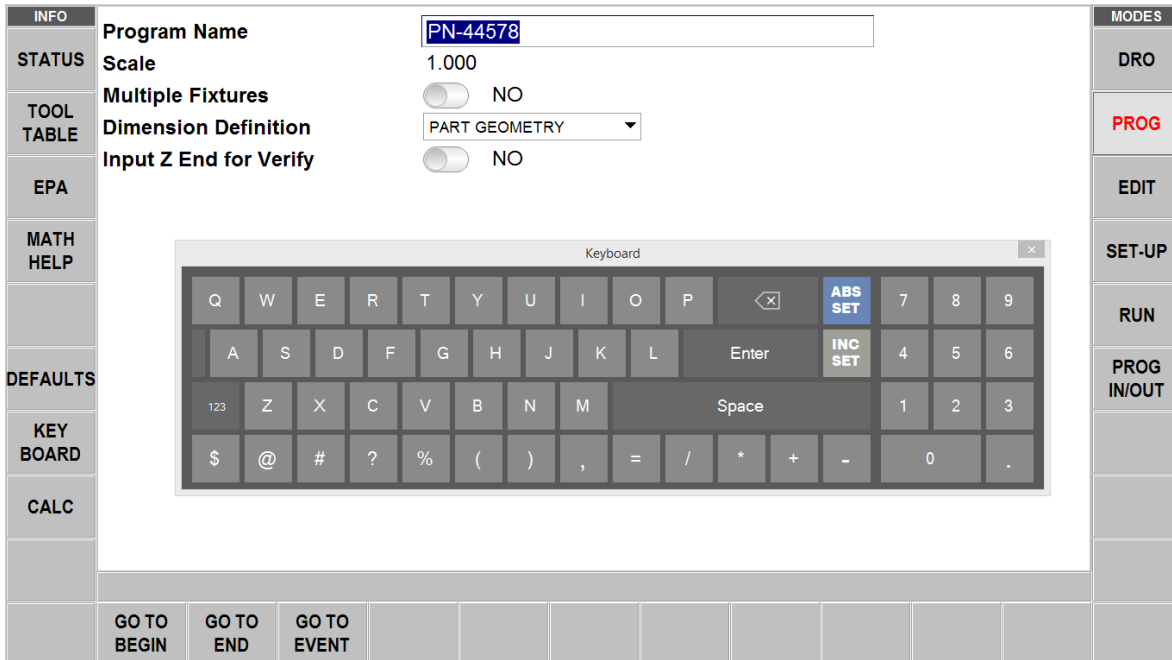 INFO
STATUS
TOOL
TABLE
EPA
MATH
HELP
DEFAULTS
KEY
BOARD
CALC
Program Name PN-44578
Scale 1.000
Multiple Fixtures NO
Dimension Definition PART GEOMETRY
Input Z End for Verify NO
Keyboard ×
Q W E R T Y U I O P ABS SET 7 8 9
A S D F G H J K L Enter INC SET 4 5 6
123 Z X C V B N M Space 1 2 3
$ @ # ? % ( ) , = / * + - 0 .
GO TO BEGIN
GO TO END
GO TO EVENT
MODES
DRO
PROG
EDIT
SET-UP
RUN
PROG
IN/OUT